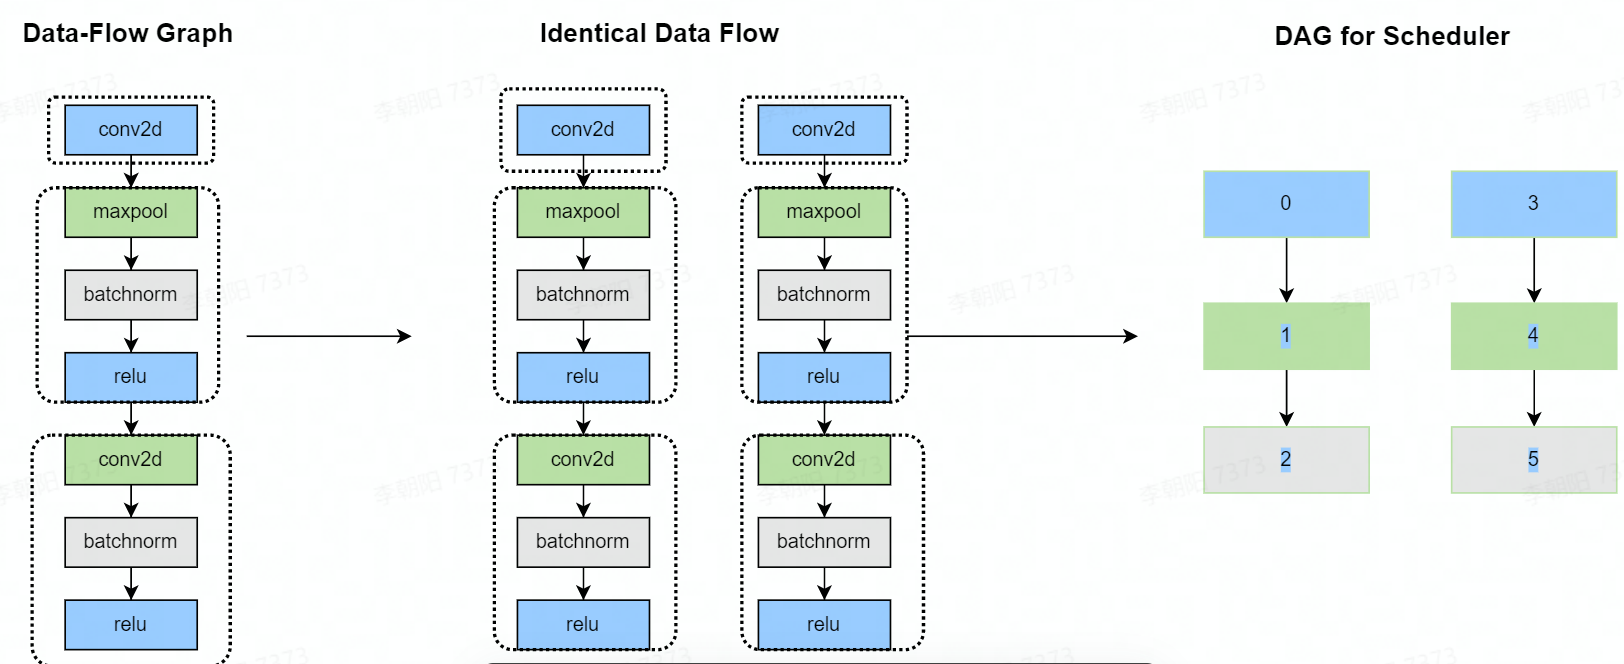 Data-Flow Graph
Identical Data Flow
DAG for Scheduler
conv2d
maxpool
batchnorm
relu
conv2d
batchnorm
relu
conv2d
maxpool
batchnorm
relu
conv2d
batchnorm
relu
conv2d
maxpool
batchnorm
relu
conv2d
batchnorm
relu
0
1
2
3
4
5
李朝阳 7373